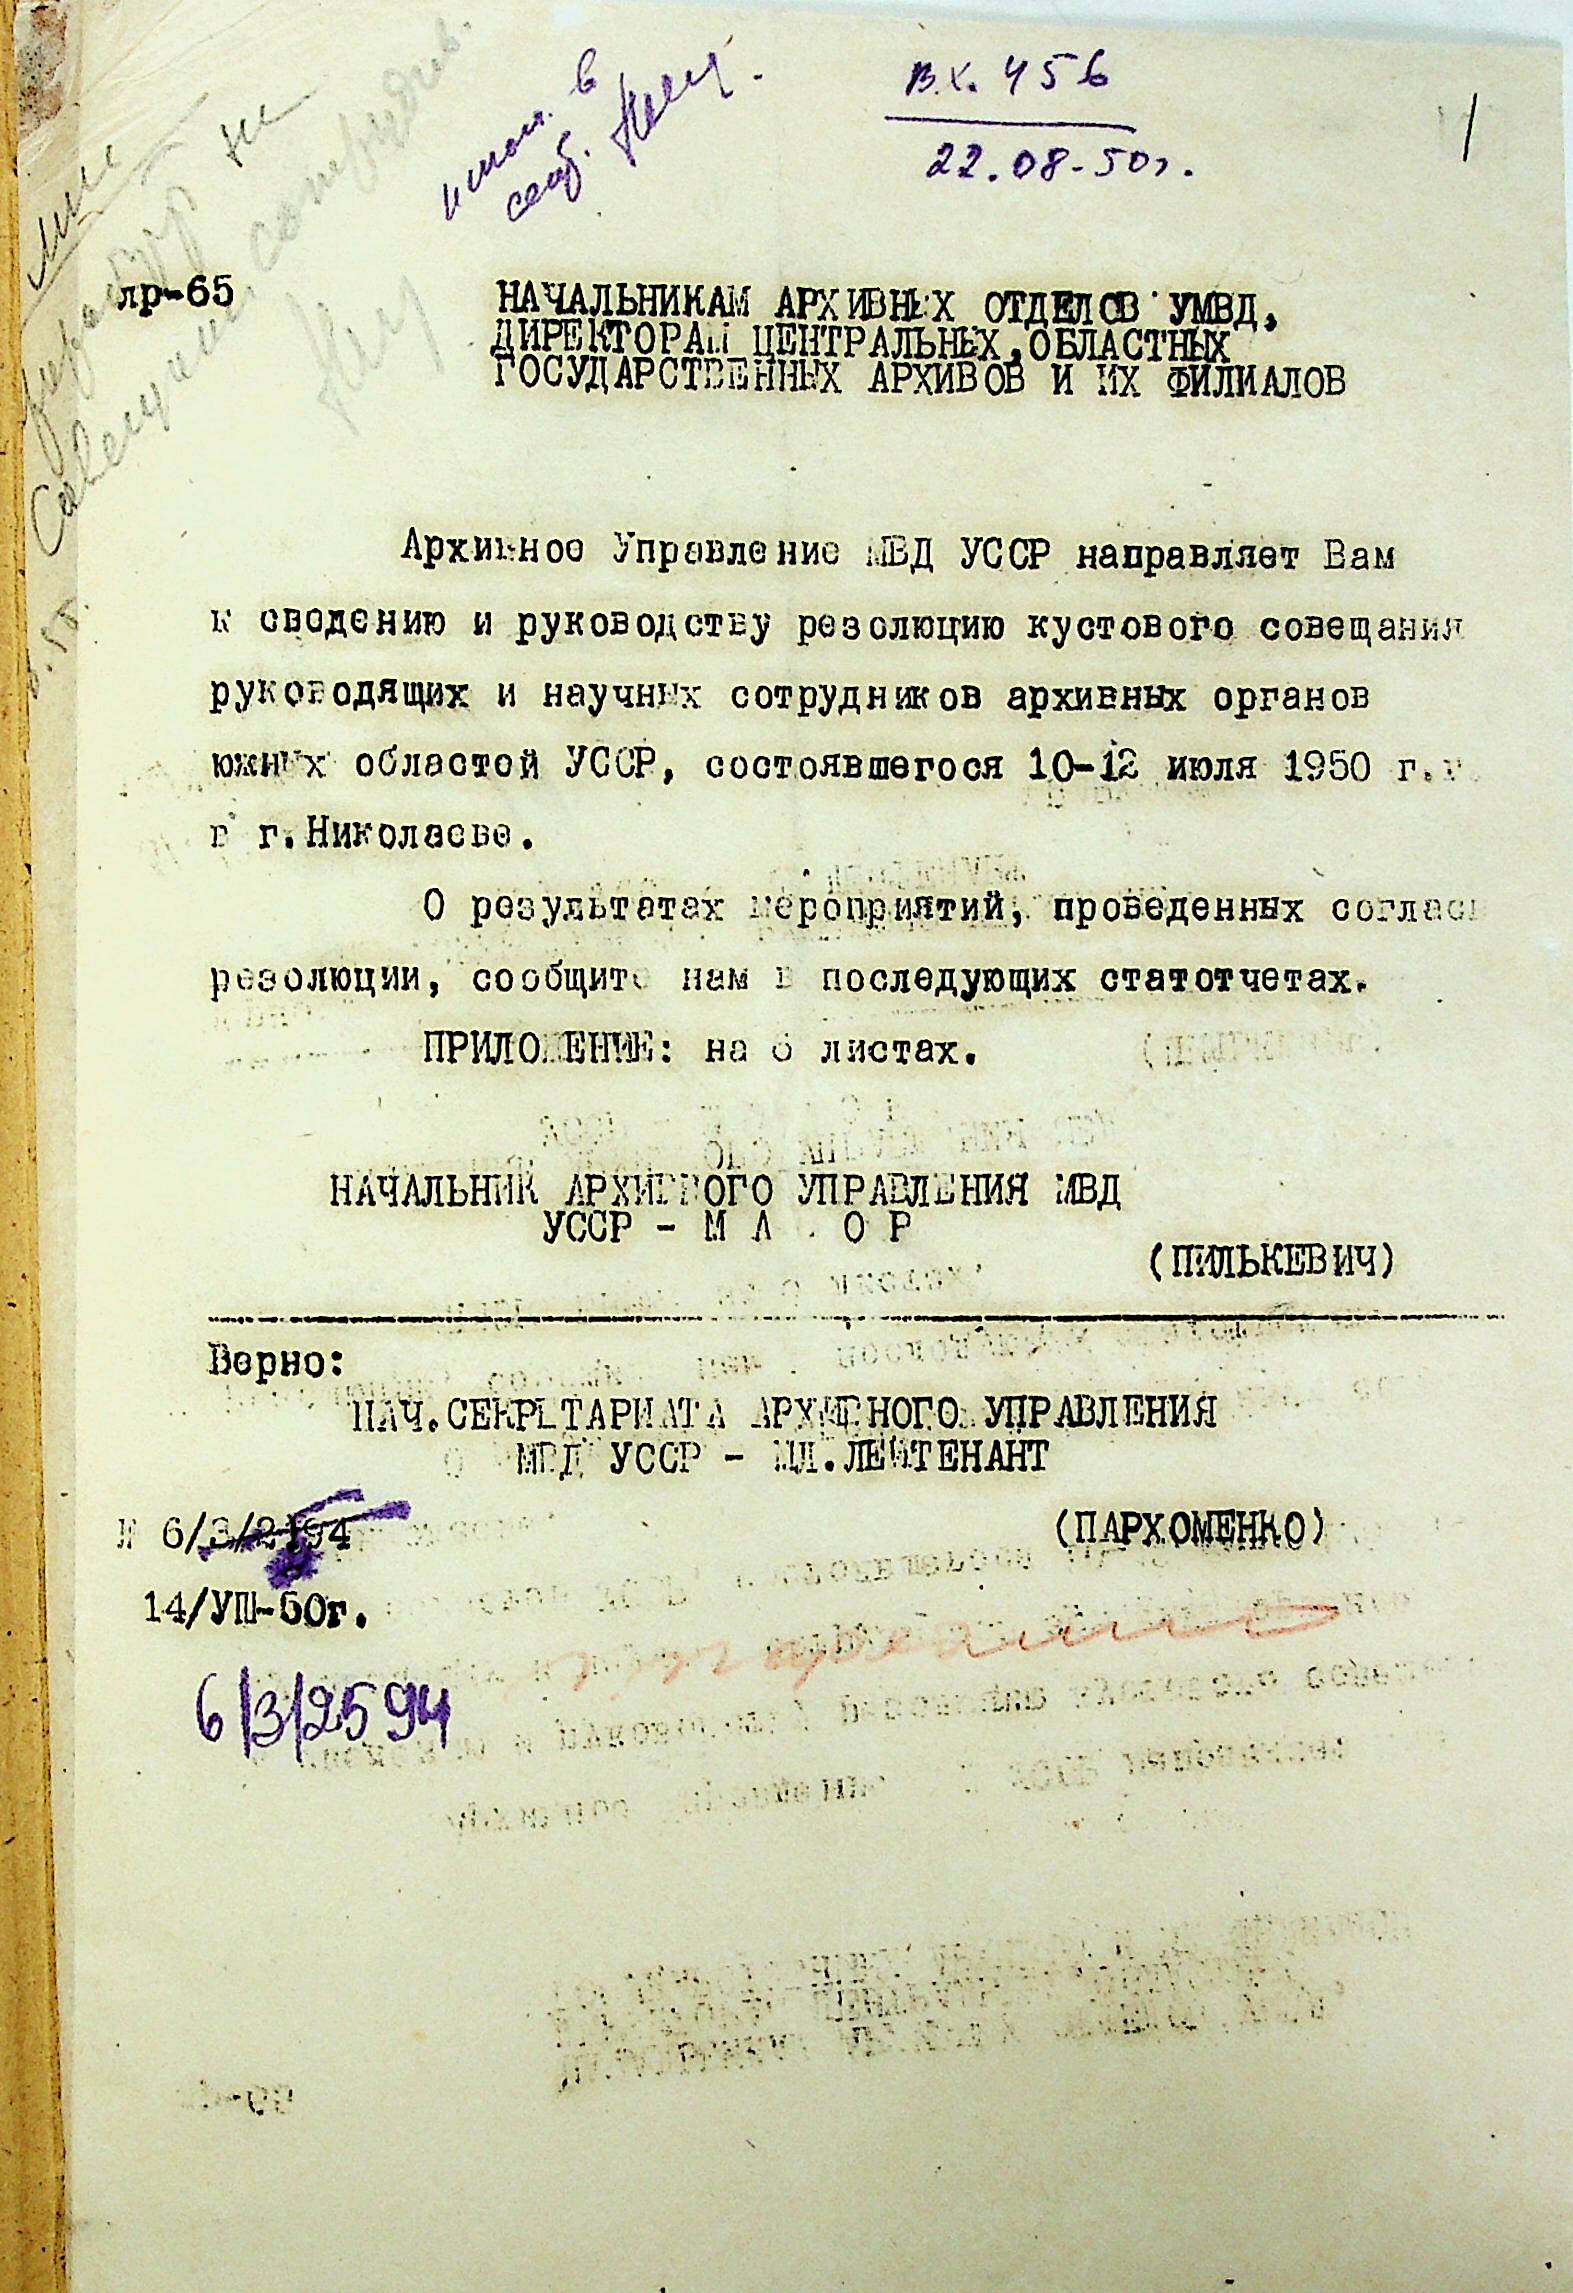 вх. 456
22.08-50г.
1
лр-65
НАЧАЛЬНИКАМ АРХИВНЫХ ОТДЕЛОВ УМВД,
ДИРЕКТОРАМ ЦЕНТРАЛЬНЫХ, ОБЛАСТНЫХ
ГОСУДАРСТВЕННЫХ АРХИВОВ И ИХ ФИЛИАЛОВ
Архивное Управление МВД УССР направляет Вам
к сведению и руководству резолюцию кустового совещания
руководящих и научных сотрудников архивных органов
южных областей УССР, состоявшегося 10-12 июля 1950 г.г.
в г.Николаеве.
О результатах мероприятий, проведенных соглас
резолюции, сообщите нам в последующих статотчетах.
ПРИЛОЖЕНИЕ: на 6 листах.
НАЧАЛЬНИК АРХИВНОГО УПРАВЛЕНИЯ МВД
УССР - М А Й О Р
(ПИЛЬКЕВИЧ)
Верно:
НАЧ.СЕКРЕТАРИАТА АРХИВНОГО УПРАВЛЕНИЯ
МВД УССР - МЛ.ЛЕЙТЕНАНТ
(ПАРХОМЕНКО)
№ 6/3/2194
14/УШ-50г.
6/3/2594